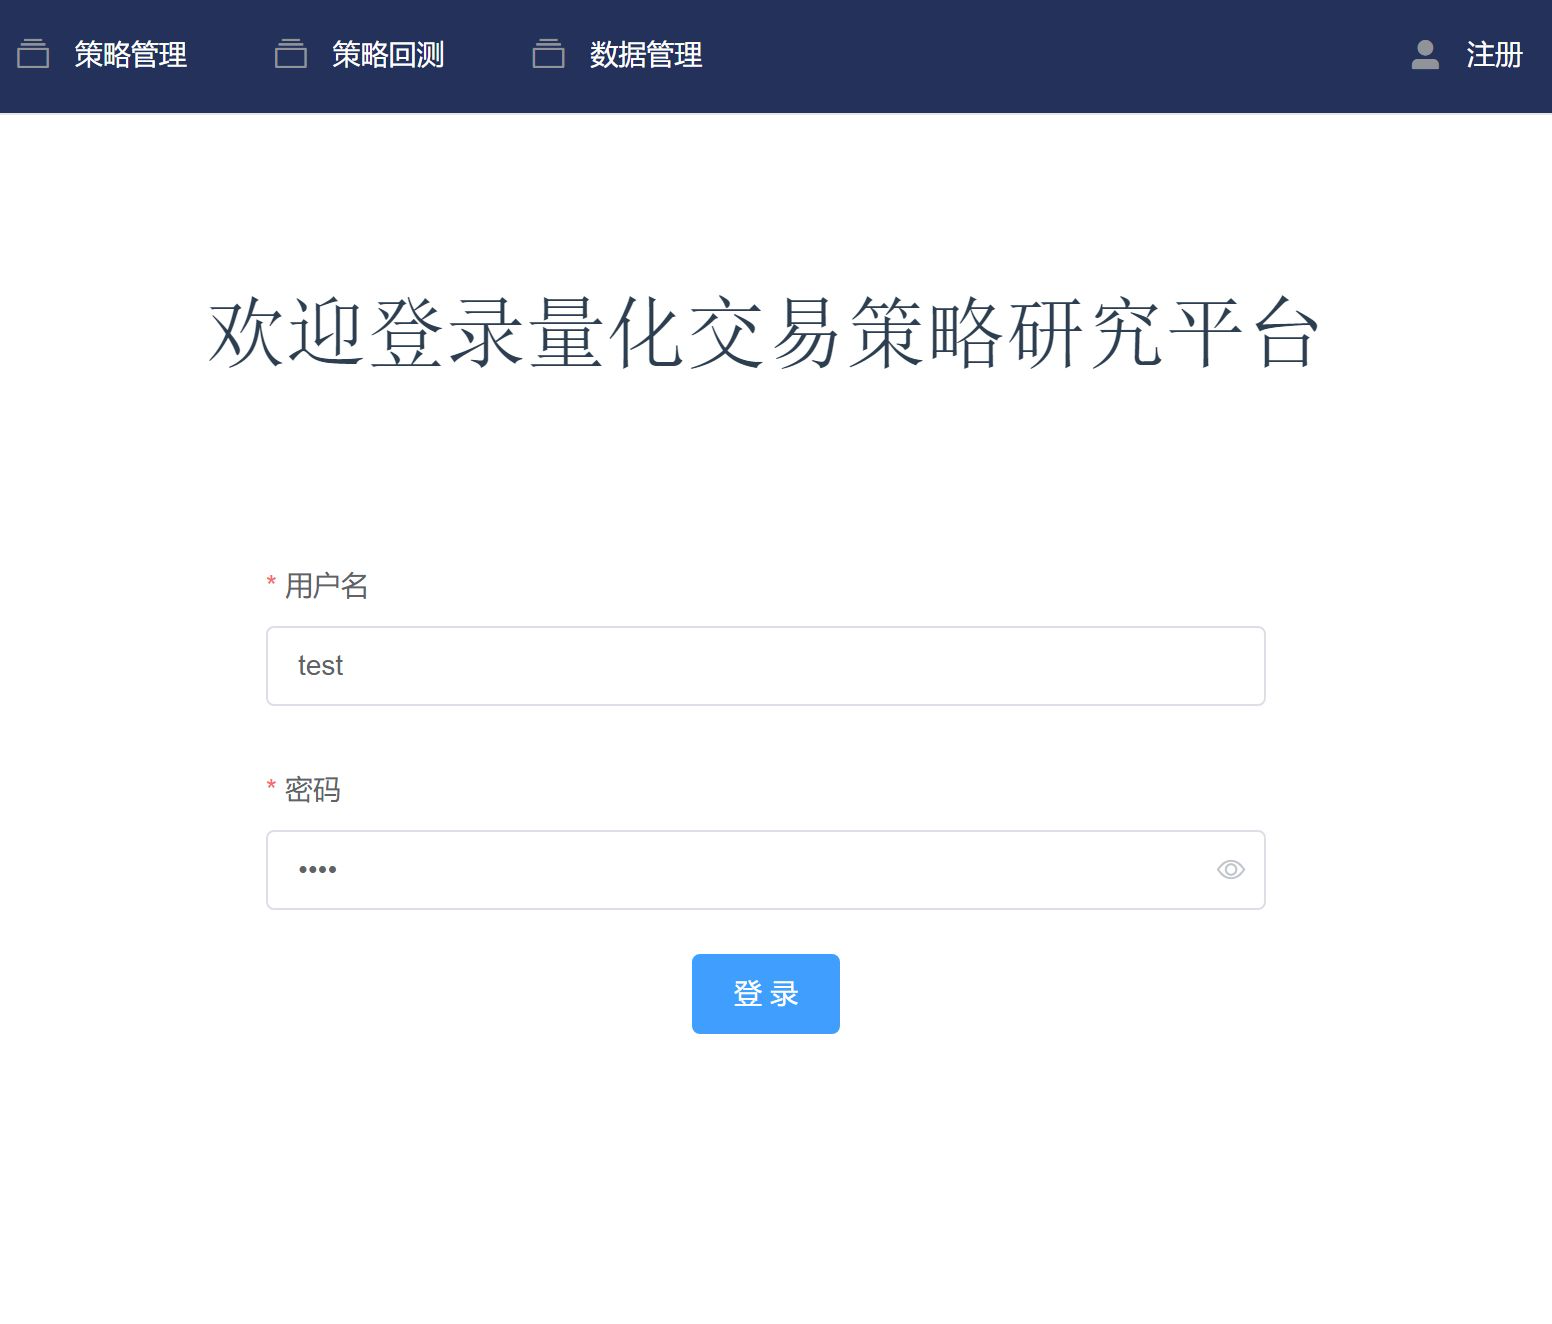 策略管理 策略回测 数据管理 注册
欢迎登录量化交易策略研究平台
* 用户名
test
* 密码
••••
登 录